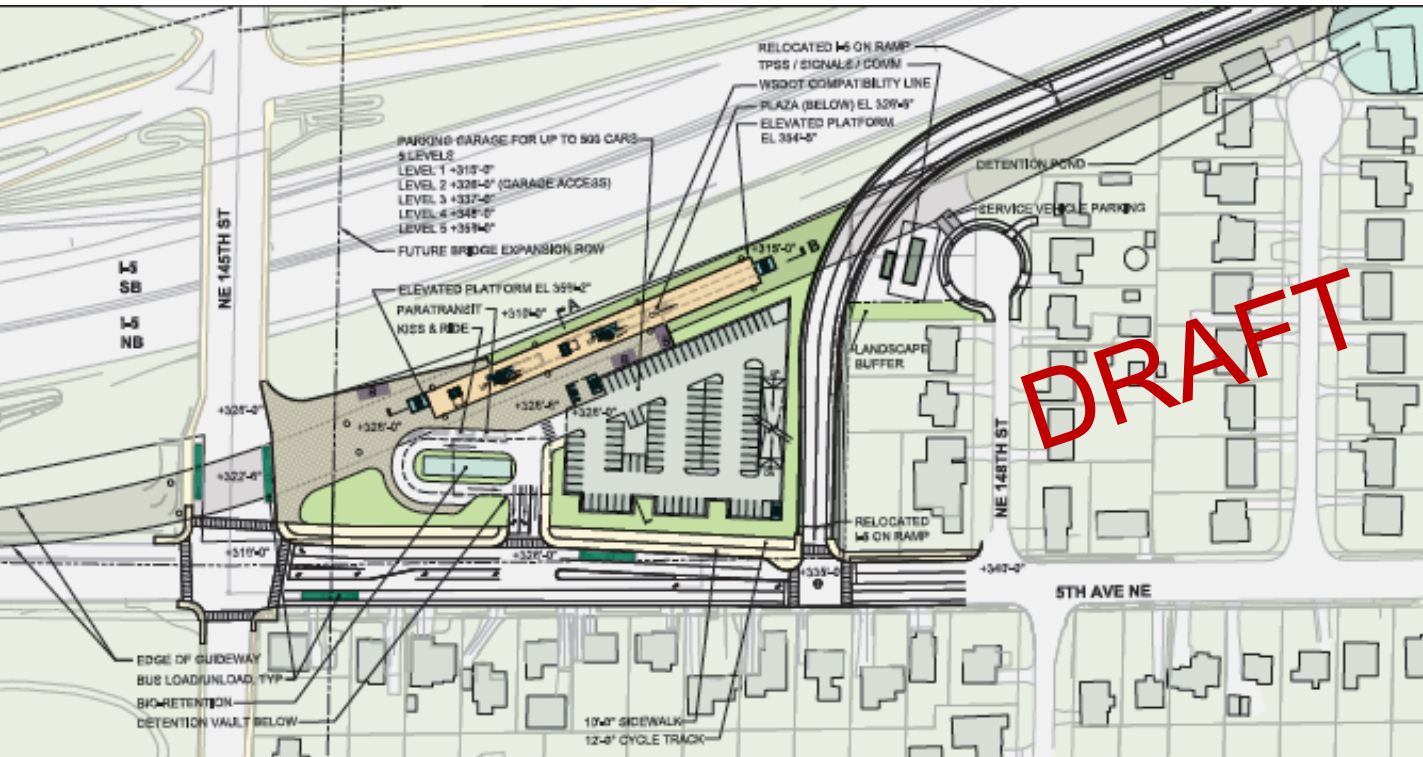 RELOCATED I-5 ON RAMP
TPSS / SIGNALS / COMM
WSDOT COMPATIBILITY LINE
PLAZA (BELOW) EL 326'-6"
ELEVATED PLATFORM
EL 354'-6"
PARKING GARAGE FOR UP TO 500 CARS
5 LEVELS
LEVEL 1 +315'-0"
LEVEL 2 +326'-0" (GARAGE ACCESS)
LEVEL 3 +337'-0"
LEVEL 4 +348'-0"
LEVEL 5 +359'-0"
FUTURE BRIDGE EXPANSION ROW
DETENTION POND
SERVICE VEHICLE PARKING
NE 145TH ST
I-5
SB
I-5
NB
+315'-0"
B
ELEVATED PLATFORM EL 355'-2"
A
PARATRANSIT
+310'-0"
KISS & RIDE
LANDSCAPE
BUFFER
DRAFT
+326'-0"
+326'-6"
+326'-0"
+326'-0"
+322'-6"
NE 148TH ST
RELOCATED
I-5 ON RAMP
+319'-0"
+326'-0"
+335'-0"
+340'-0"
5TH AVE NE
EDGE OF GUIDEWAY
BUS LOAD/UNLOAD, TYP
BIO-RETENTION
DETENTION VAULT BELOW
10'-0" SIDEWALK
12'-0" CYCLE TRACK